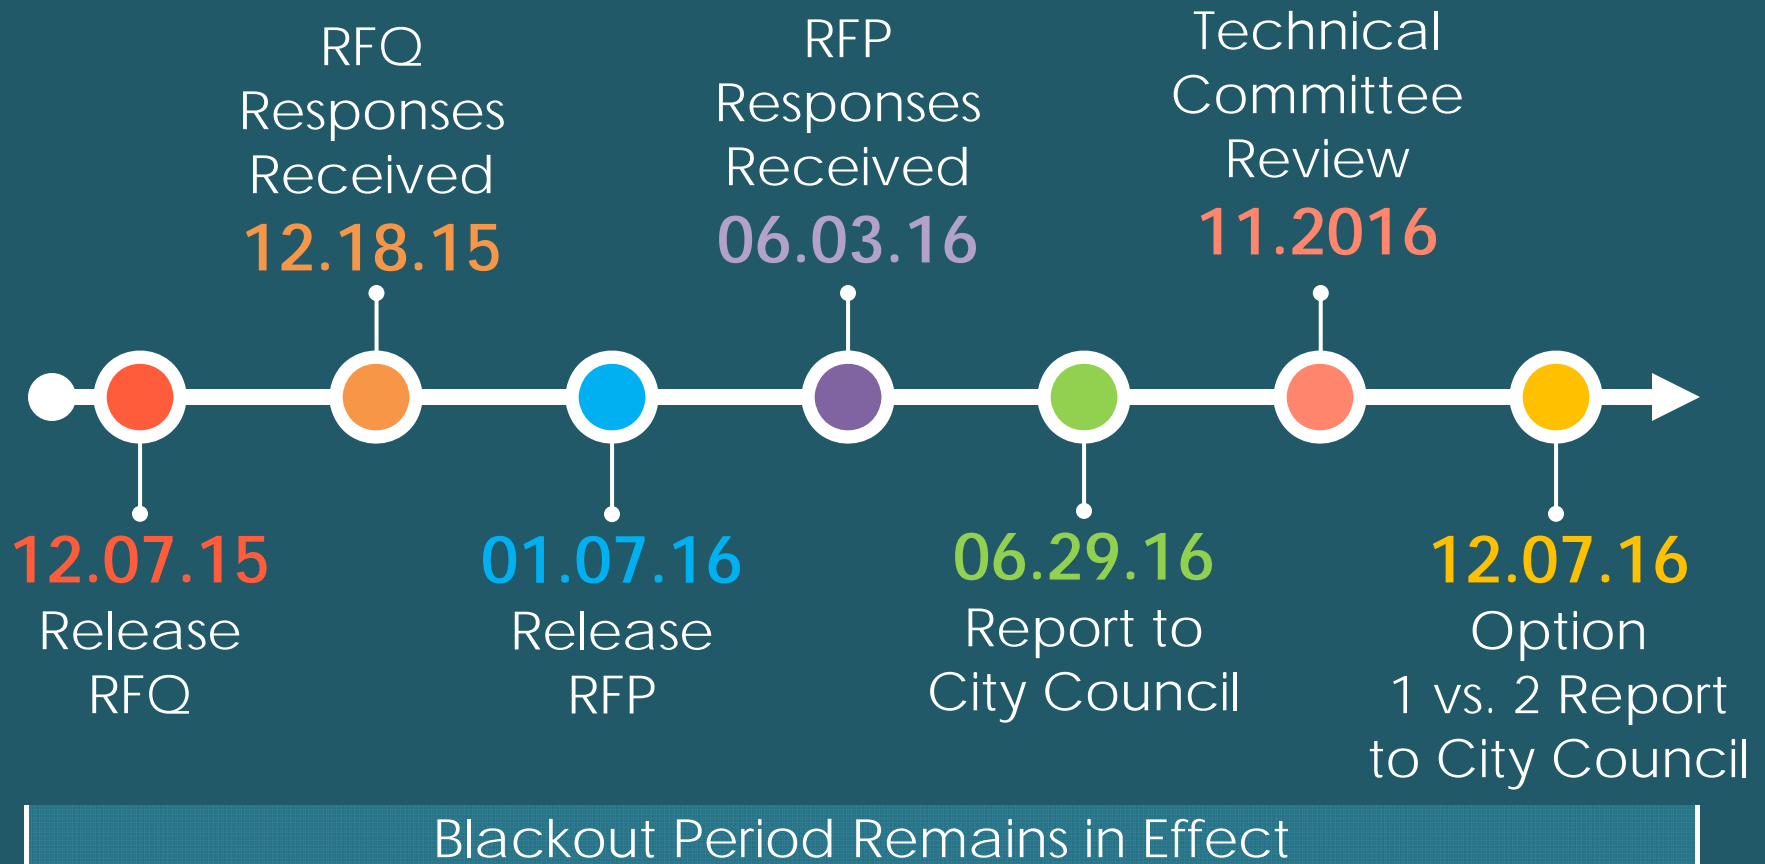 RFQ
Responses
Received
12.18.15
RFP
Responses
Received
06.03.16
Technical
Committee
Review
11.2016
12.07.15
Release
RFQ
01.07.16
Release
RFP
06.29.16
Report to
City Council
12.07.16
Option
1 vs. 2 Report
to City Council
Blackout Period Remains in Effect